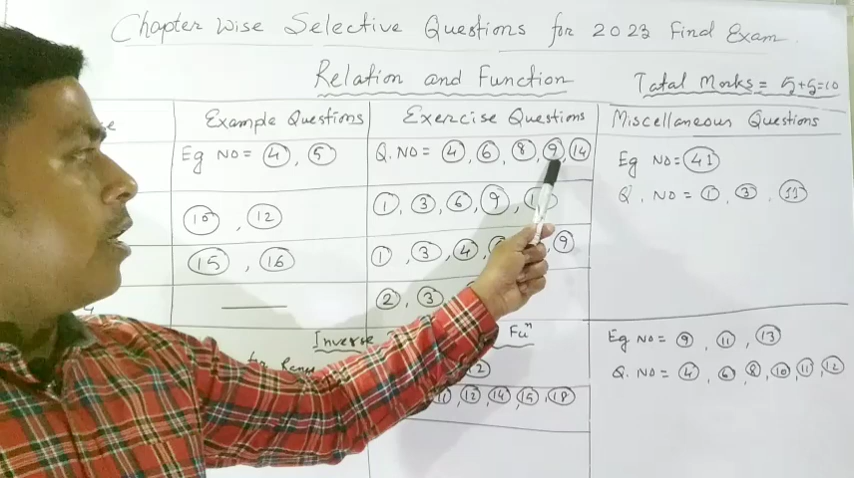 Chapter Wise Selective Questions for 2023 Find Exam.
Relation and Function
Tatal Marks = 5+5=10
Example Questions Exercise Questions Miscellaneous Questions
Eg NO = 4, 5 Q. NO = 4, 6, 8, 9, 14 Eg NO = 41
Q. NO = 1, 3, 11
10, 12 1, 3, 6, 9,
15, 16 1, 3, 4, 9
2, 3
Inverse Fuⁿ
Eg NO = 9, 11, 13
Q. NO = 4, 6, 8, 10, 11, 12
12, 14, 15, 18